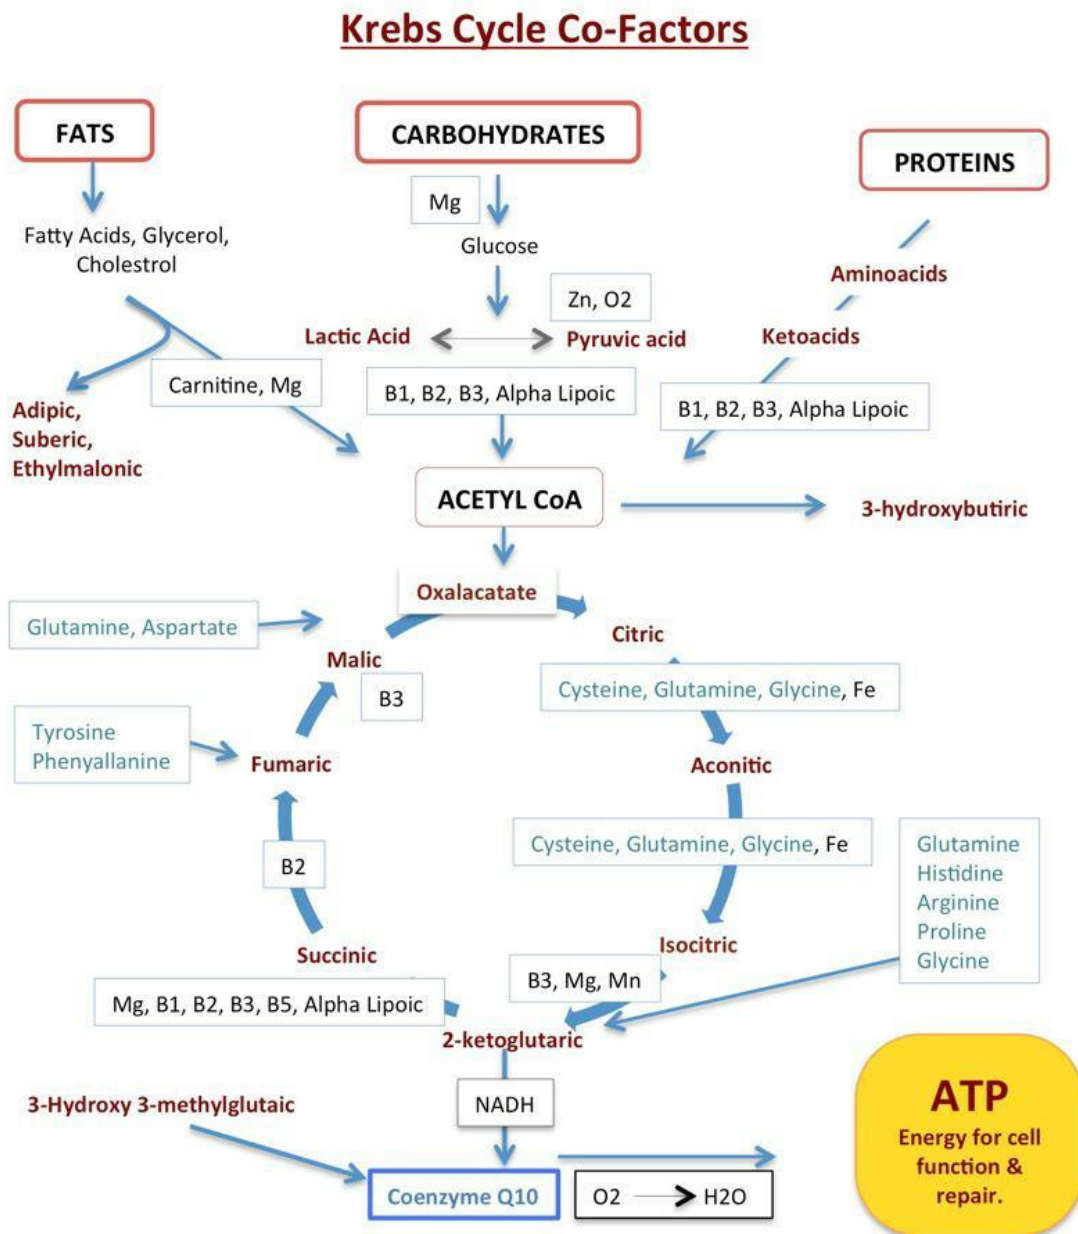 Krebs Cycle Co-Factors
FATS
CARBOHYDRATES
PROTEINS
Mg
Fatty Acids, Glycerol,
Cholestrol
Glucose
Aminoacids
Zn, O2
Lactic Acid
Pyruvic acid
Ketoacids
Carnitine, Mg
B1, B2, B3, Alpha Lipoic
B1, B2, B3, Alpha Lipoic
Adipic,
Suberic,
Ethylmalonic
ACETYL CoA
3-hydroxybutiric
Oxalacatate
Glutamine, Aspartate
Citric
Malic
B3
Cysteine, Glutamine, Glycine, Fe
Tyrosine
Phenyallanine
Fumaric
Aconitic
Cysteine, Glutamine, Glycine, Fe
Glutamine
Histidine
Arginine
Proline
Glycine
B2
Succinic
Isocitric
B3, Mg, Mn
Mg, B1, B2, B3, B5, Alpha Lipoic
2-ketoglutaric
3-Hydroxy 3-methylglutaic
NADH
ATP
Energy for cell
function &
repair.
Coenzyme Q10
O2 H2O